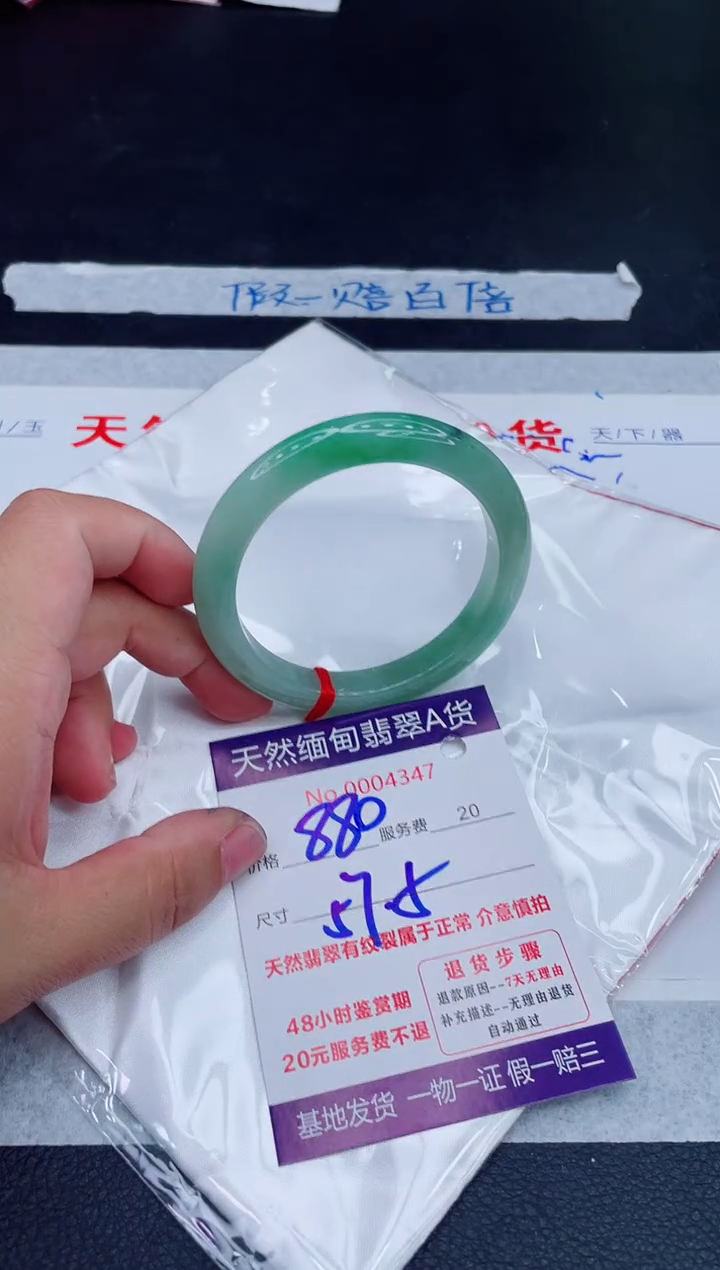 假一赔百倍
/玉
天
货
天/下/器
天然缅甸翡翠A货
No.0004347
价格 880 服务费 20
尺寸 57.5
天然翡翠有纹裂属于正常 介意慎拍
48小时鉴赏期
20元服务费不退
退货步骤
退款原因--7天无理由
补充描述--无理由退货
自动通过
基地发货 一物一证 假一赔三